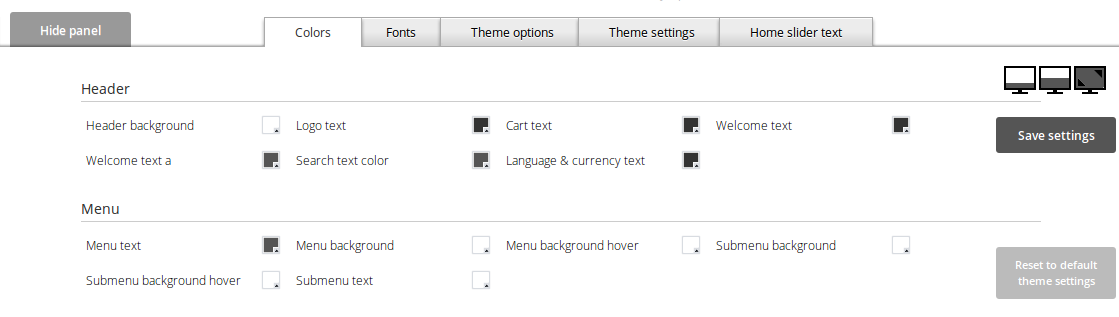 Hide panel
Colors
Fonts
Theme options
Theme settings
Home slider text
Header
Header background
Logo text
Cart text
Welcome text
Save settings
Welcome text a
Search text color
Language & currency text
Menu
Menu text
Menu background
Menu background hover
Submenu background
Reset to default
theme settings
Submenu background hover
Submenu text